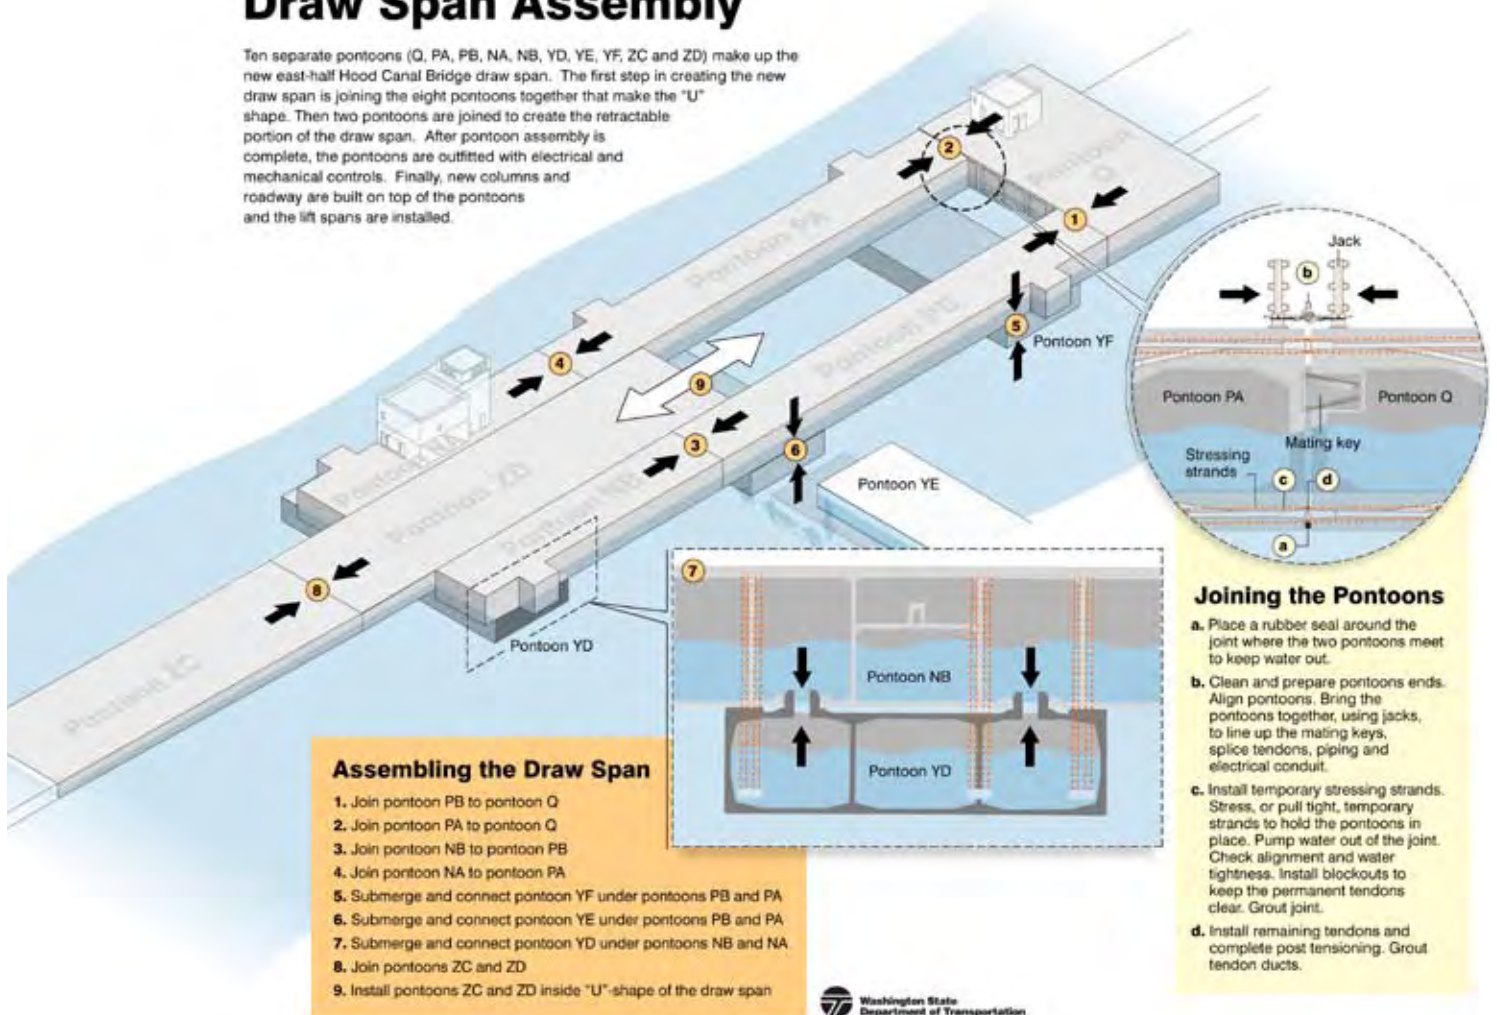 Draw Span Assembly
Ten separate pontoons (Q, PA, PB, NA, NB, YD, YE, YF, ZC and ZD) make up the
new east-half Hood Canal Bridge draw span. The first step in creating the new
draw span is joining the eight pontoons together that make the "U"
shape. Then two pontoons are joined to create the retractable
portion of the draw span. After pontoon assembly is
complete, the pontoons are outfitted with electrical and
mechanical controls. Finally, new columns and
roadway are built on top of the pontoons
and the lift spans are installed.
2
Pontoon
Q
1
Pontoon PA
Jack
b
5
Pontoon YF
4
Pontoon PB
9
Pontoon PA
Pontoon Q
Mating key
3
6
Stressing
strands
c
d
Pontoon
Pontoon ZD
Pontoon NB
Pontoon YE
a
7
8
Pontoon YD
Pontoon NB
Pontoon YD
Pontoon ZC
Joining the Pontoons
a. Place a rubber seal around the
joint where the two pontoons meet
to keep water out.
b. Clean and prepare pontoons ends.
Align pontoons. Bring the
pontoons together, using jacks,
to line up the mating keys,
splice tendons, piping and
electrical conduit.
c. Install temporary stressing strands.
Stress, or pull tight, temporary
strands to hold the pontoons in
place. Pump water out of the joint.
Check alignment and water
tightness. Install blockouts to
keep the permanent tendons
clear. Grout joint.
d. Install remaining tendons and
complete post tensioning. Grout
tendon ducts.
Assembling the Draw Span
1. Join pontoon PB to pontoon Q
2. Join pontoon PA to pontoon Q
3. Join pontoon NB to pontoon PB
4. Join pontoon NA to pontoon PA
5. Submerge and connect pontoon YF under pontoons PB and PA
6. Submerge and connect pontoon YE under pontoons PB and PA
7. Submerge and connect pontoon YD under pontoons NB and NA
8. Join pontoons ZC and ZD
9. Install pontoons ZC and ZD inside "U"-shape of the draw span
Washington State
Department of Transportation